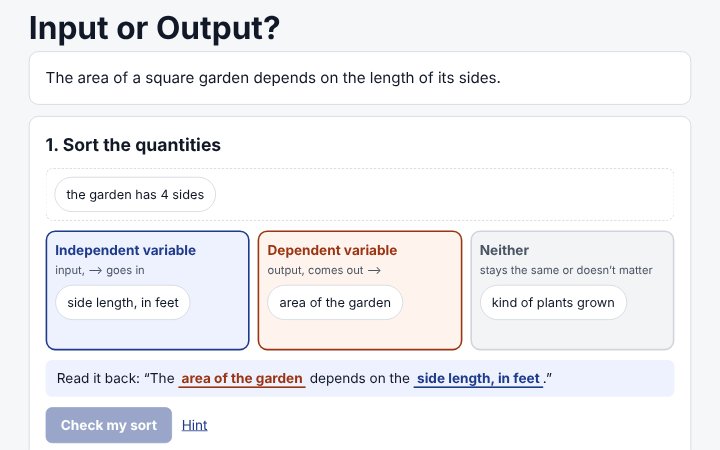 Input or Output?
The area of a square garden depends on the length of its sides.
1. Sort the quantities
the garden has 4 sides
Independent variable
input, → goes in
side length, in feet
Dependent variable
output, comes out →
area of the garden
Neither
stays the same or doesn’t matter
kind of plants grown
Read it back: “The area of the garden depends on the side length, in feet.”
Check my sort
Hint